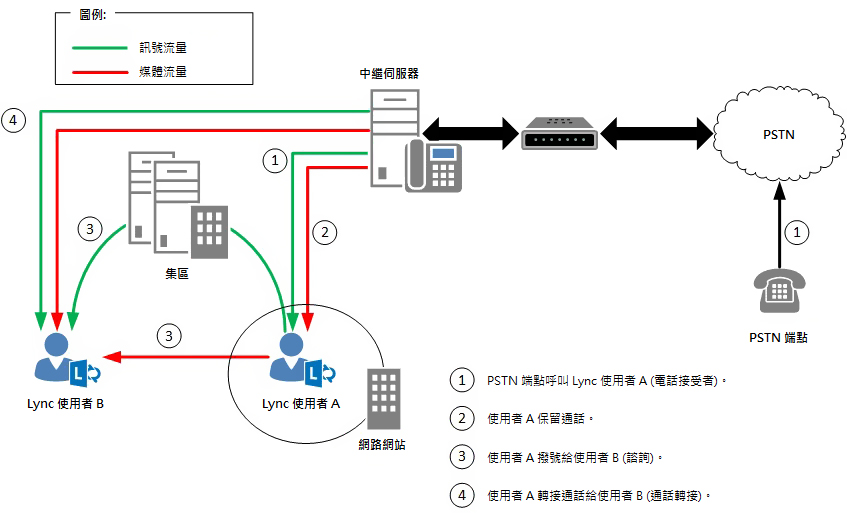 圖例:
訊號流量
媒體流量
中繼伺服器
4
1
PSTN
3
2
1
集區
3
PSTN 端點
Lync 使用者 B
Lync 使用者 A
網路網站
1 PSTN 端點呼叫 Lync 使用者 A (電話接受者)。
2 使用者 A 保留通話。
3 使用者 A 撥號給使用者 B (諮詢)。
4 使用者 A 轉接通話給使用者 B (通話轉接)。